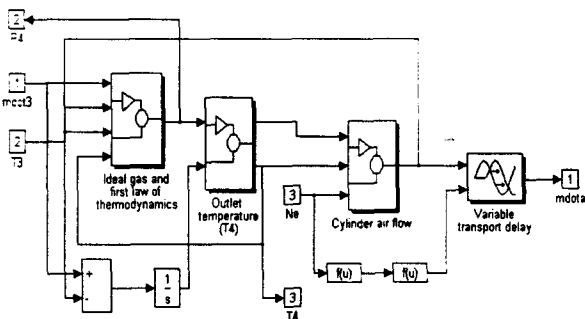 2
P4
1
mdot3
2
T3
Ideal gas and
first law of
thermodynamics
Outlet
temperature
(T4)
3
Ne
Cylinder air flow
Variable
transport delay
1
mdota
+
-
1
s
f(u)
f(u)
3
T4